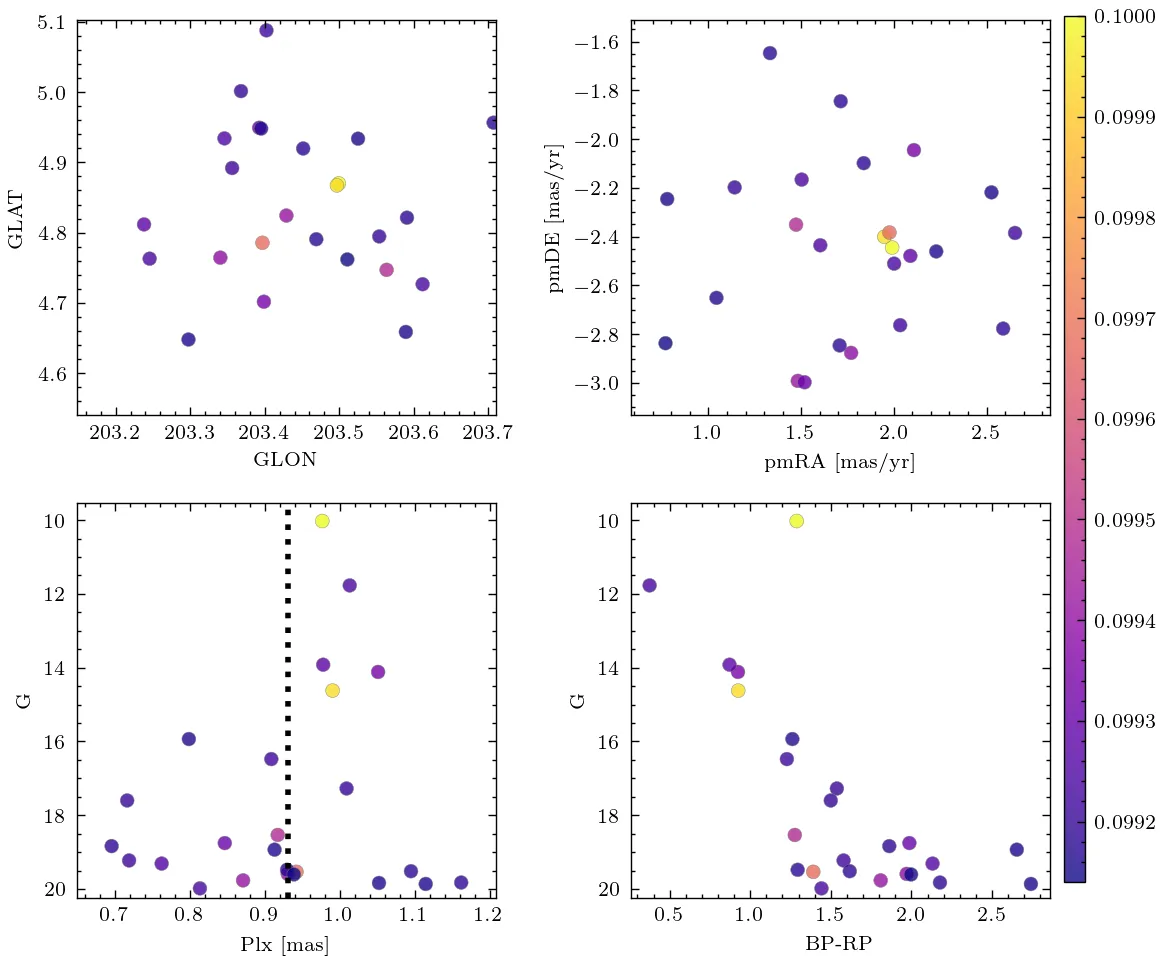 5.1
5.0
4.9
4.8
4.7
4.6
GLAT
203.2 203.3 203.4 203.5 203.6 203.7
GLON
−1.6
−1.8
−2.0
−2.2
−2.4
−2.6
−2.8
−3.0
pmDE [mas/yr]
1.0 1.5 2.0 2.5
pmRA [mas/yr]
10
12
14
16
18
20
G
0.7 0.8 0.9 1.0 1.1 1.2
Plx [mas]
10
12
14
16
18
20
G
0.5 1.0 1.5 2.0 2.5
BP-RP
0.1000
0.0999
0.0998
0.0997
0.0996
0.0995
0.0994
0.0993
0.0992